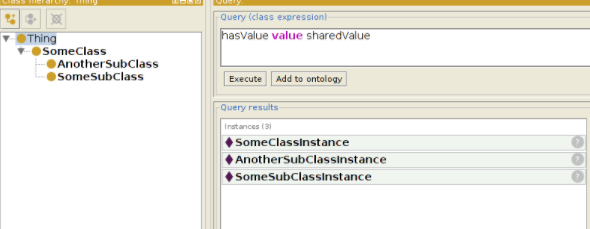 Class hierarchy: Thing
Thing
SomeClass
AnotherSubClass
SomeSubClass
Query:
Query (class expression)
hasValue value sharedValue
Execute
Add to ontology
Query results
Instances (3)
SomeClassInstance
?
AnotherSubClassInstance
?
SomeSubClassInstance
?